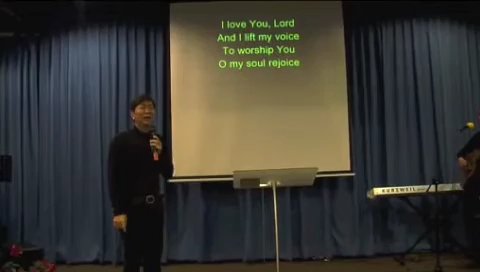 I love You, Lord
And I lift my voice
To worship You
O my soul rejoice
KURZWEIL